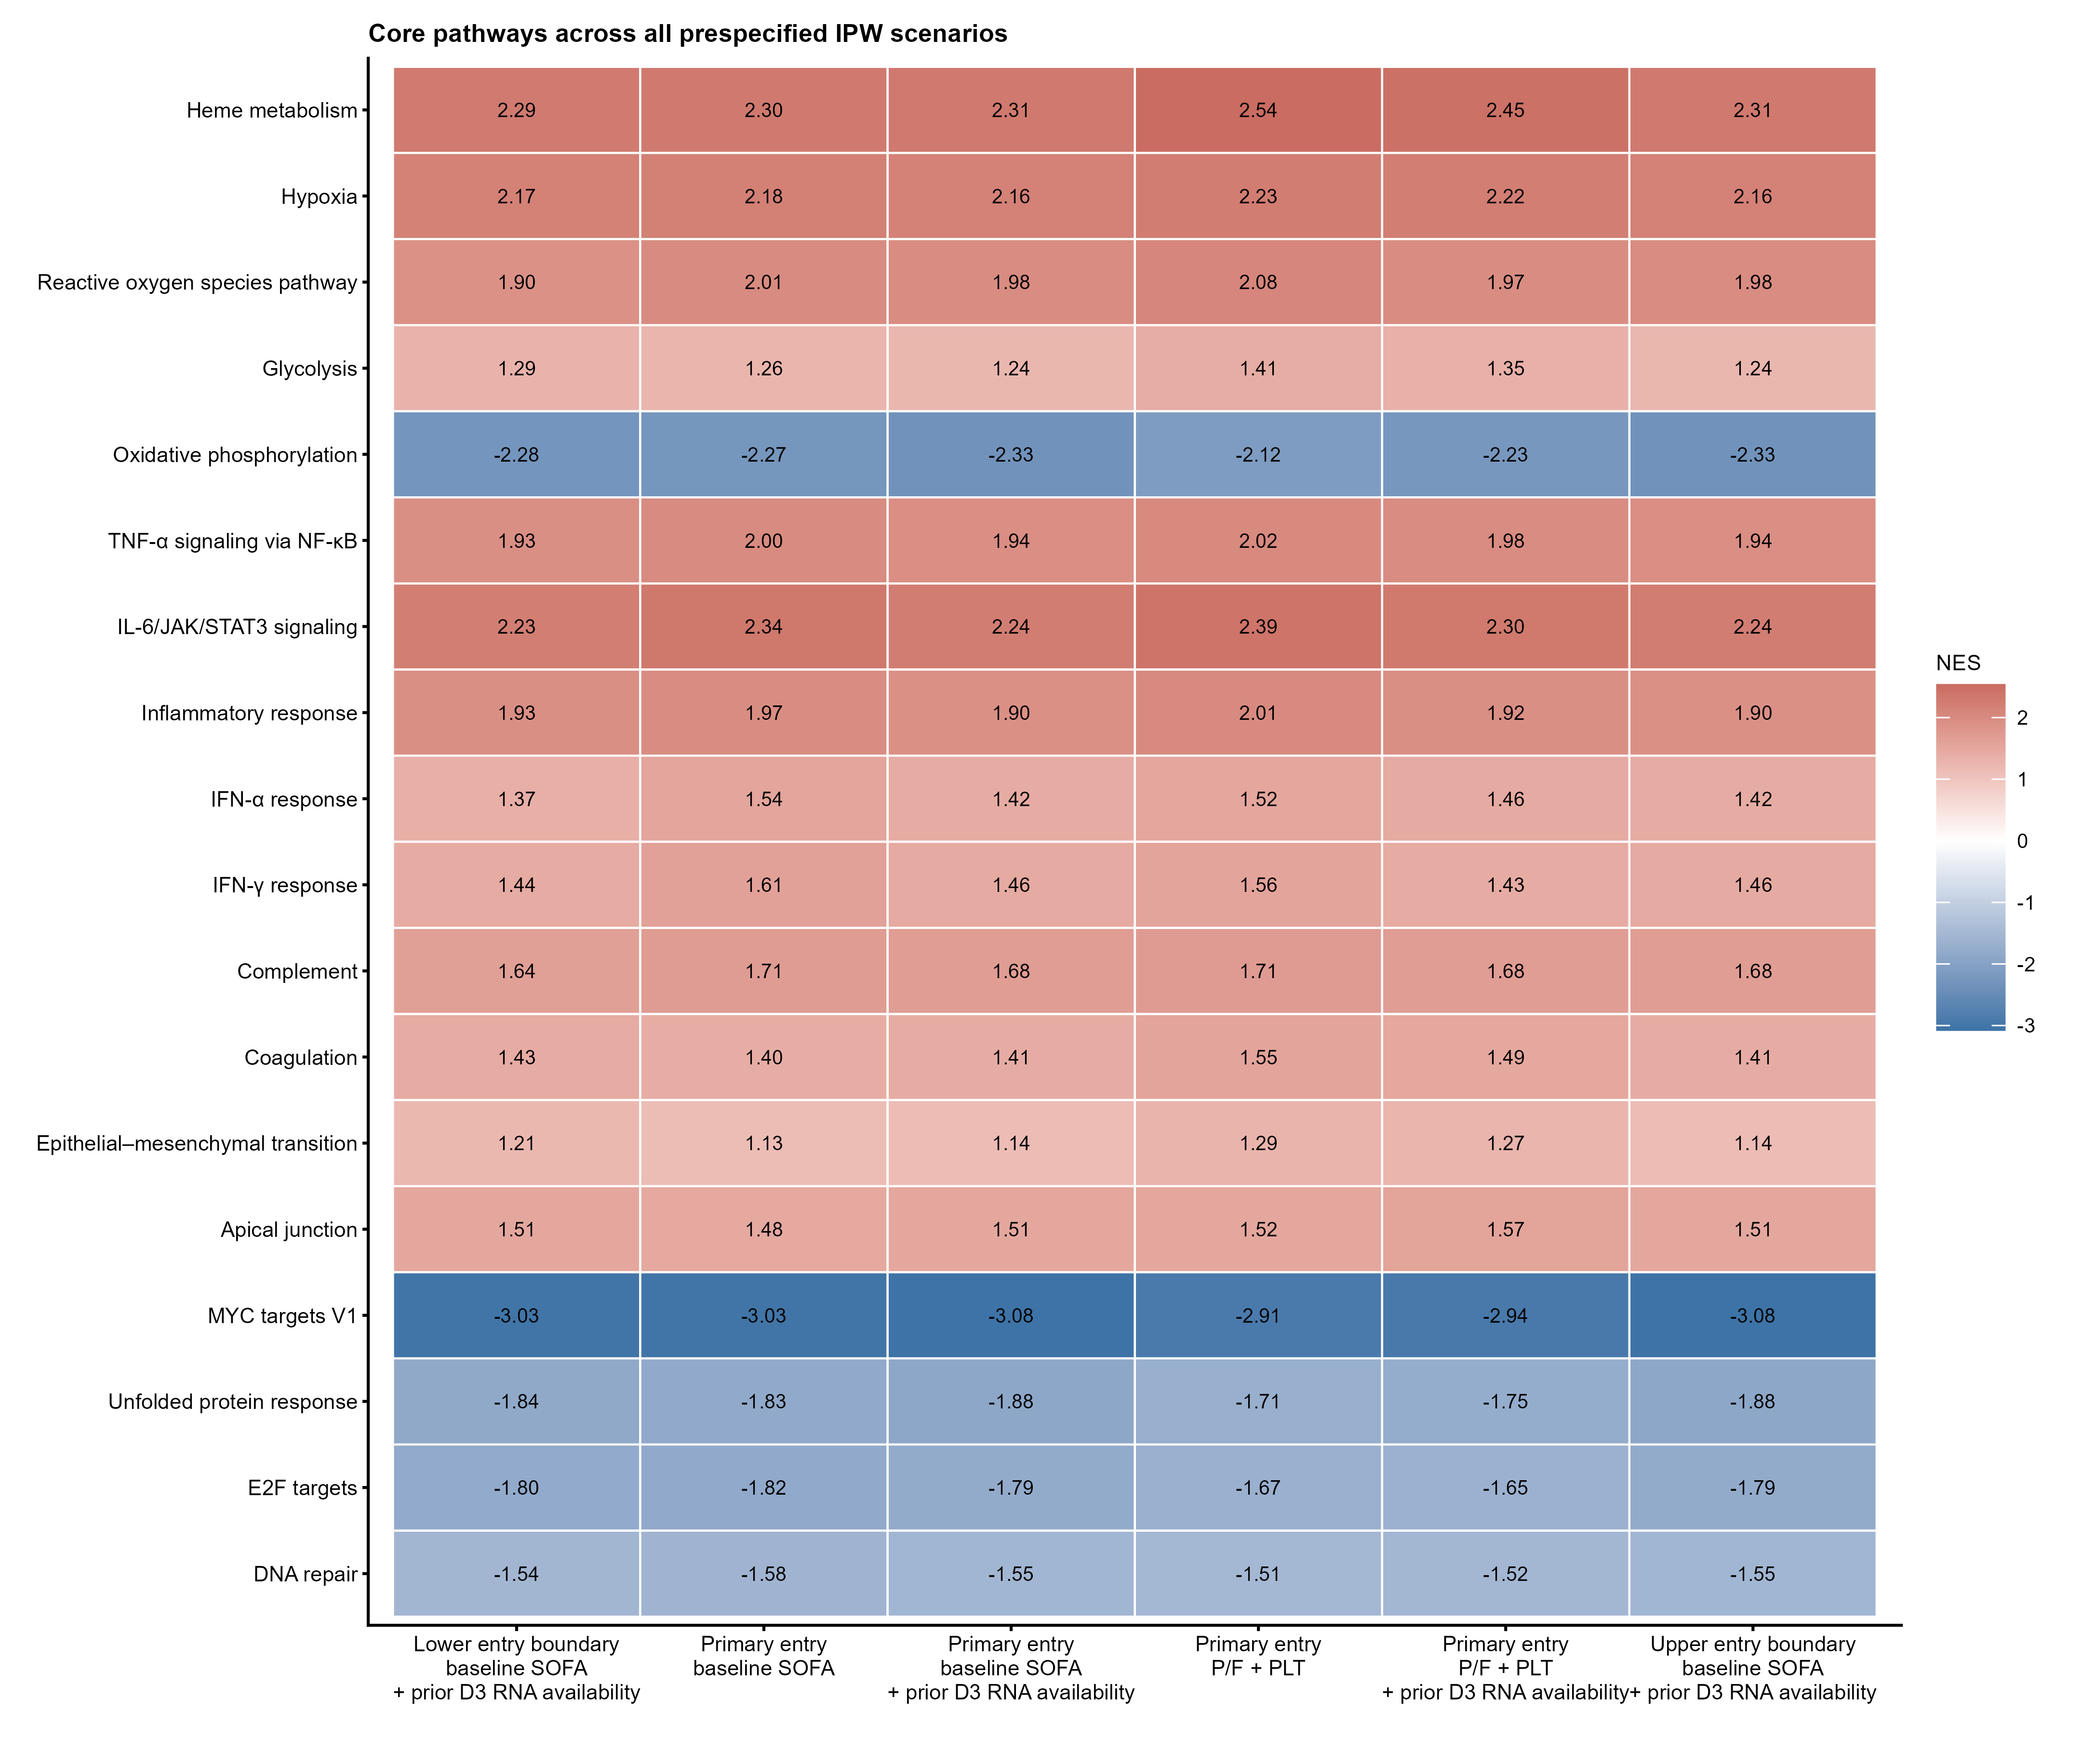 Core pathways across all prespecified IPW scenarios
Heme metabolism 2.29 2.30 2.31 2.54 2.45 2.31
Hypoxia 2.17 2.18 2.16 2.23 2.22 2.16
Reactive oxygen species pathway 1.90 2.01 1.98 2.08 1.97 1.98
Glycolysis 1.29 1.26 1.24 1.41 1.35 1.24
Oxidative phosphorylation -2.28 -2.27 -2.33 -2.12 -2.23 -2.33
TNF-α signaling via NF-κB 1.93 2.00 1.94 2.02 1.98 1.94
IL-6/JAK/STAT3 signaling 2.23 2.34 2.24 2.39 2.30 2.24
Inflammatory response 1.93 1.97 1.90 2.01 1.92 1.90
IFN-α response 1.37 1.54 1.42 1.52 1.46 1.42
IFN-γ response 1.44 1.61 1.46 1.56 1.43 1.46
Complement 1.64 1.71 1.68 1.71 1.68 1.68
Coagulation 1.43 1.40 1.41 1.55 1.49 1.41
Epithelial–mesenchymal transition 1.21 1.13 1.14 1.29 1.27 1.14
Apical junction 1.51 1.48 1.51 1.52 1.57 1.51
MYC targets V1 -3.03 -3.03 -3.08 -2.91 -2.94 -3.08
Unfolded protein response -1.84 -1.83 -1.88 -1.71 -1.75 -1.88
E2F targets -1.80 -1.82 -1.79 -1.67 -1.65 -1.79
DNA repair -1.54 -1.58 -1.55 -1.51 -1.52 -1.55
Lower entry boundary
baseline SOFA
+ prior D3 RNA availability
Primary entry
baseline SOFA
Primary entry
baseline SOFA
+ prior D3 RNA availability
Primary entry
P/F + PLT
Primary entry
P/F + PLT
+ prior D3 RNA availability
Upper entry boundary
baseline SOFA
+ prior D3 RNA availability
NES
2
1
0
-1
-2
-3